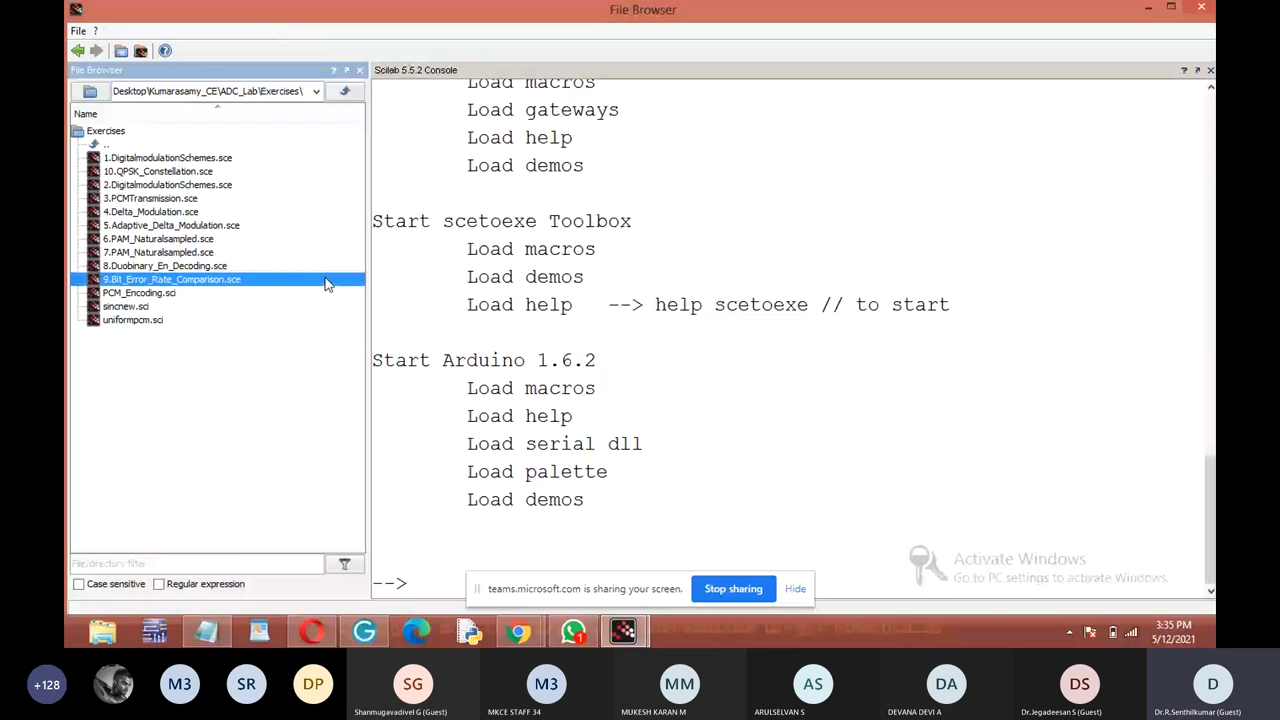 File Browser
File ?
File Browser ? ↗ ×
Scilab 5.5.2 Console ? ↗ ×
Desktop\Kumarasamy_CE\ADC_Lab\Exercises\
Name
Exercises
..
1.DigitalmodulationSchemes.sce
10.QPSK_Constellation.sce
2.DigitalmodulationSchemes.sce
3.PCMTransmission.sce
4.Delta_Modulation.sce
5.Adaptive_Delta_Modulation.sce
6.PAM_Naturalsampled.sce
7.PAM_Naturalsampled.sce
8.Duobinary_En_Decoding.sce
9.Bit_Error_Rate_Comparison.sce
PCM_Encoding.sci
sincnew.sci
uniformpcm.sci
File/directory filter
Case sensitive Regular expression
Load macros
Load gateways
Load help
Load demos
Start scetoexe Toolbox
Load macros
Load demos
Load help --> help scetoexe // to start
Start Arduino 1.6.2
Load macros
Load help
Load serial dll
Load palette
Load demos
-->
Activate Windows
Go to PC settings to activate Windows.
teams.microsoft.com is sharing your screen. Stop sharing Hide
1
3:35 PM
5/12/2021
+128 M3 SR DP SG M3 MM AS DA DS D
Shanmugavadivel G (Guest) MKCE STAFF 34 MUKESH KARAN M ARULSELVAN S DEVANA DEVI A Dr.Jegadeesan S (Guest) Dr.R.Senthilkumar (Guest)